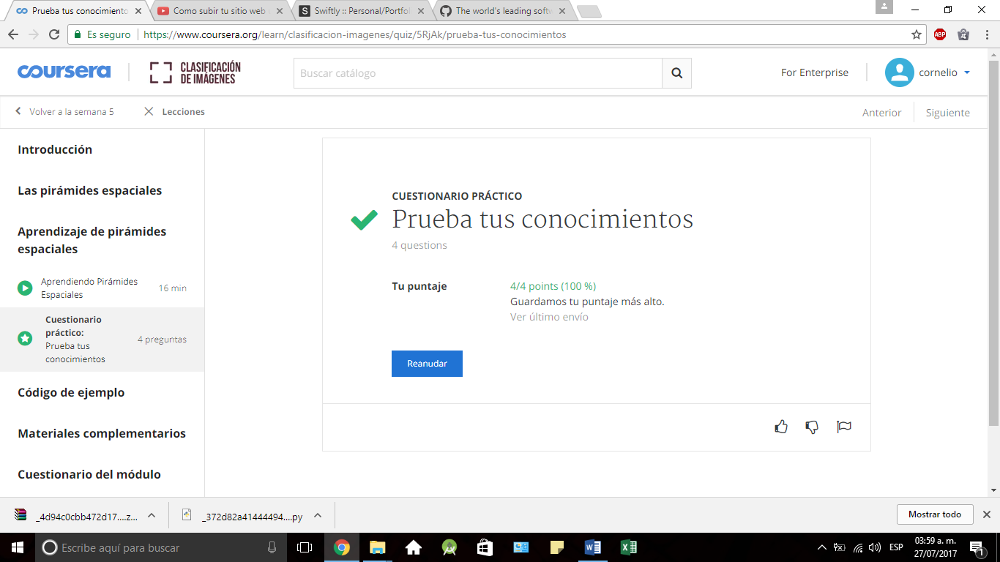 Prueba tus conocimiento
Como subir tu sitio web
Swiftly :: Personal/Portfol
The world's leading softw
Es seguro
https://www.coursera.org/learn/clasificacion-imagenes/quiz/5RjAk/prueba-tus-conocimientos
ABP
coursera
CLASIFICACIÓN
DE IMÁGENES
Buscar catálogo
For Enterprise
cornelio
Volver a la semana 5
Lecciones
Anterior
Siguiente
Introducción
Las pirámides espaciales
Aprendizaje de pirámides
espaciales
Aprendiendo Pirámides
Espaciales
16 min
Cuestionario
práctico:
Prueba tus
conocimientos
4 preguntas
Código de ejemplo
Materiales complementarios
Cuestionario del módulo
CUESTIONARIO PRÁCTICO
Prueba tus conocimientos
4 questions
Tu puntaje
4/4 points (100 %)
Guardamos tu puntaje más alto.
Ver último envío
Reanudar
_4d94c0cbb472d17....z...
_372d82a41444494....py
Mostrar todo
Escribe aquí para buscar
ESP
03:59 a. m.
27/07/2017
1